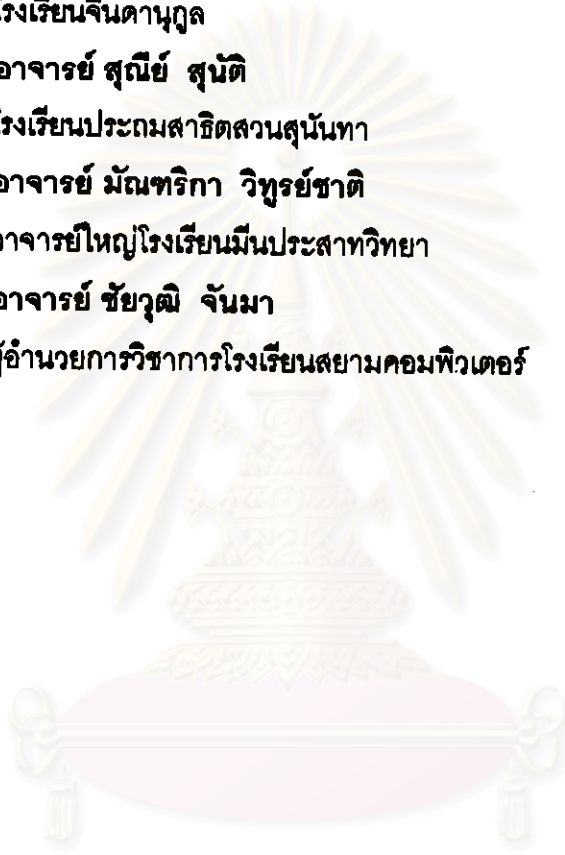 โรงเรียนจินดานุกูล
อาจารย์ สุณีย์ สุนัติ
โรงเรียนประถมสาธิตสวนสุนันทา
อาจารย์ มัณฑริกา วิทูรย์ชาติ
อาจารย์ใหญ่โรงเรียนมีนประสาทวิทยา
อาจารย์ ชัยวุฒิ จันมา
ผู้อำนวยการวิชาการโรงเรียนสยามคอมพิวเตอร์